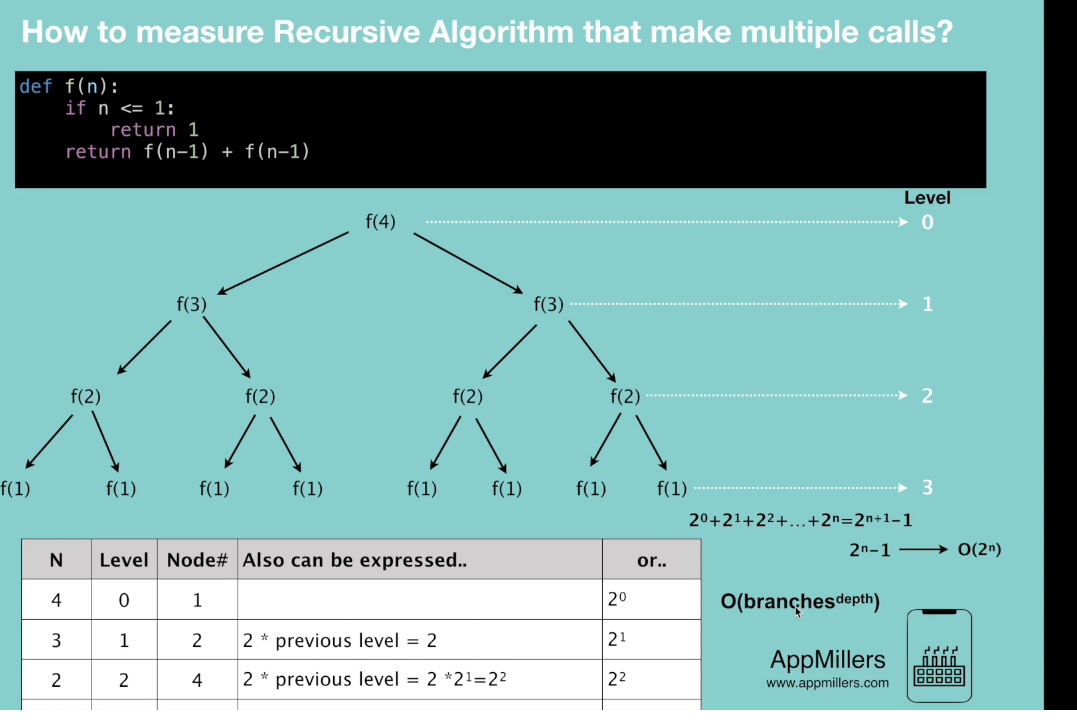 How to measure Recursive Algorithm that make multiple calls?
def f(n):
    if n <= 1:
        return 1
    return f(n-1) + f(n-1)
Level
f(4) 0
f(3) f(3) 1
f(2) f(2) f(2) f(2) 2
f(1) f(1) f(1) f(1) f(1) f(1) f(1) f(1) 3
2⁰+2¹+2²+...+2ⁿ=2ⁿ⁺¹-1
2ⁿ-1 → O(2ⁿ)
N Level Node# Also can be expressed.. or..
4 0 1 2⁰
3 1 2 2 * previous level = 2 2¹
2 2 4 2 * previous level = 2 *2¹=2² 2²
O(branchesᵈᵉᵖᵗʰ)
AppMillers
www.appmillers.com